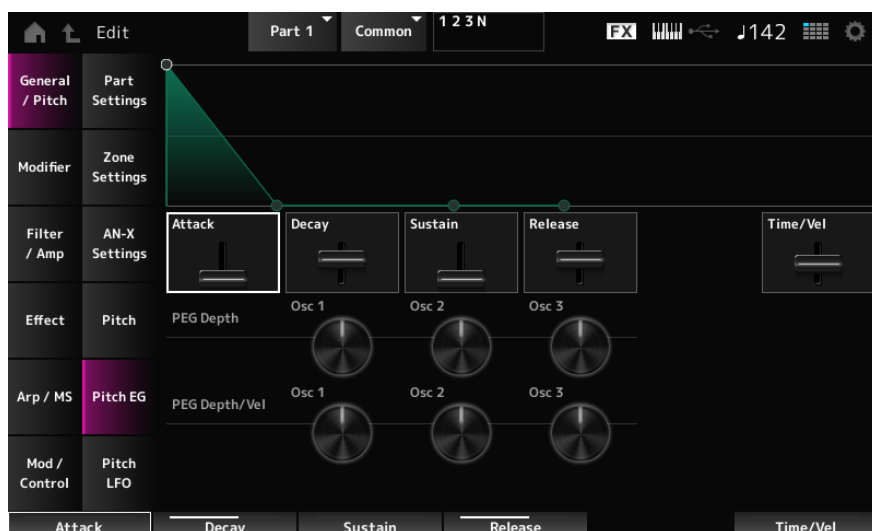 Edit
Part 1
Common
1 2 3 N
FX
♩142
General
/ Pitch
Part
Settings
Modifier
Zone
Settings
Filter
/ Amp
AN-X
Settings
Effect
Pitch
Arp / MS
Pitch EG
Mod /
Control
Pitch
LFO
Attack
Decay
Sustain
Release
Time/Vel
PEG Depth
Osc 1
Osc 2
Osc 3
PEG Depth/Vel
Osc 1
Osc 2
Osc 3
Attack
Decay
Sustain
Release
Time/Vel